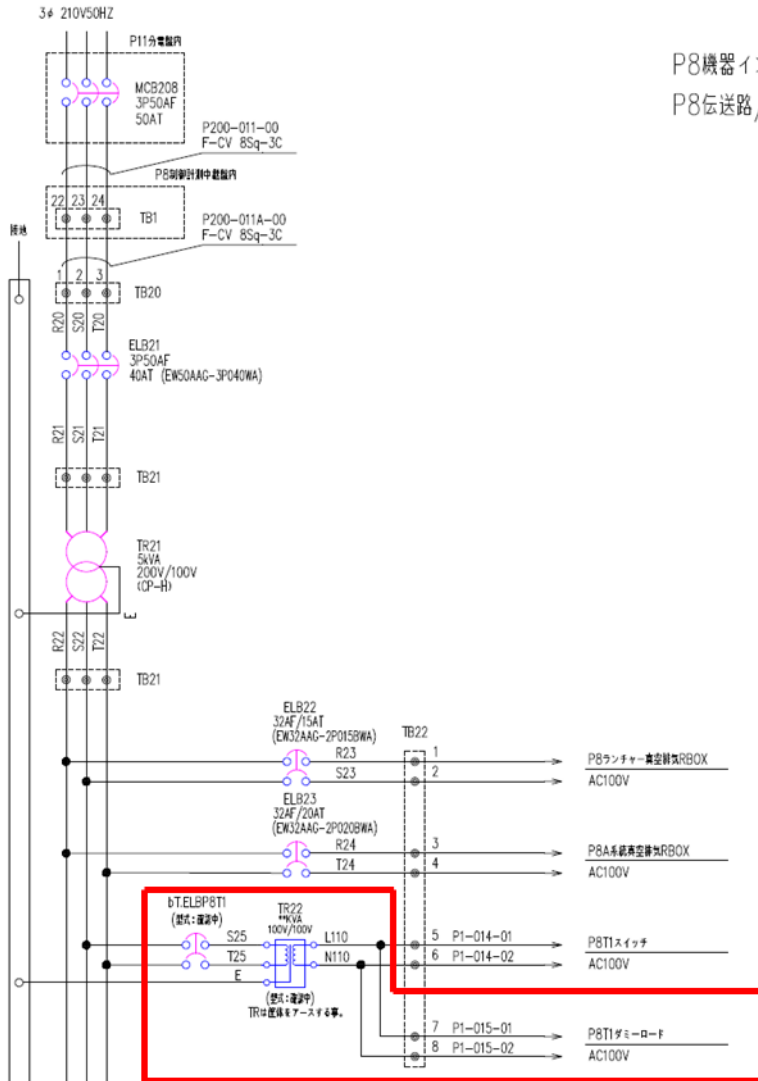 3φ 210V50HZ
P11分電盤内
MCB208
3P50AF
50AT
P8機器イ
P8伝送路
P200-011-00
F-CV 8Sq-3C
P8制御計測中継盤内
22 23 24
TB1
P200-011A-00
F-CV 8Sq-3C
接地
1 2 3
TB20
R20 S20 T20
ELB21
3P50AF
40AT (EW50AAG-3P040WA)
R21 S21 T21
TB21
TR21
5kVA
200V/100V
(CP-H)
E
R22 S22 T22
TB21
ELB22
32AF/15AT
(EW32AAG-2P015BWA)
TB22
R23 1
S23 2
P8ランチャー真空排気RBOX
AC100V
ELB23
32AF/20AT
(EW32AAG-2P020BWA)
R24 3
T24 4
P8A系統真空排気RBOX
AC100V
bT.ELBP8T1
(型式:確認中)
TR22
**KVA
100V/100V
S25 L110 5 P1-014-01
T25 N110 6 P1-014-02
E
P8T1スイッチ
AC100V
(型式:確認中)
TRは筐体をアースする事。
7 P1-015-01
8 P1-015-02
P8T1ダミーロード
AC100V